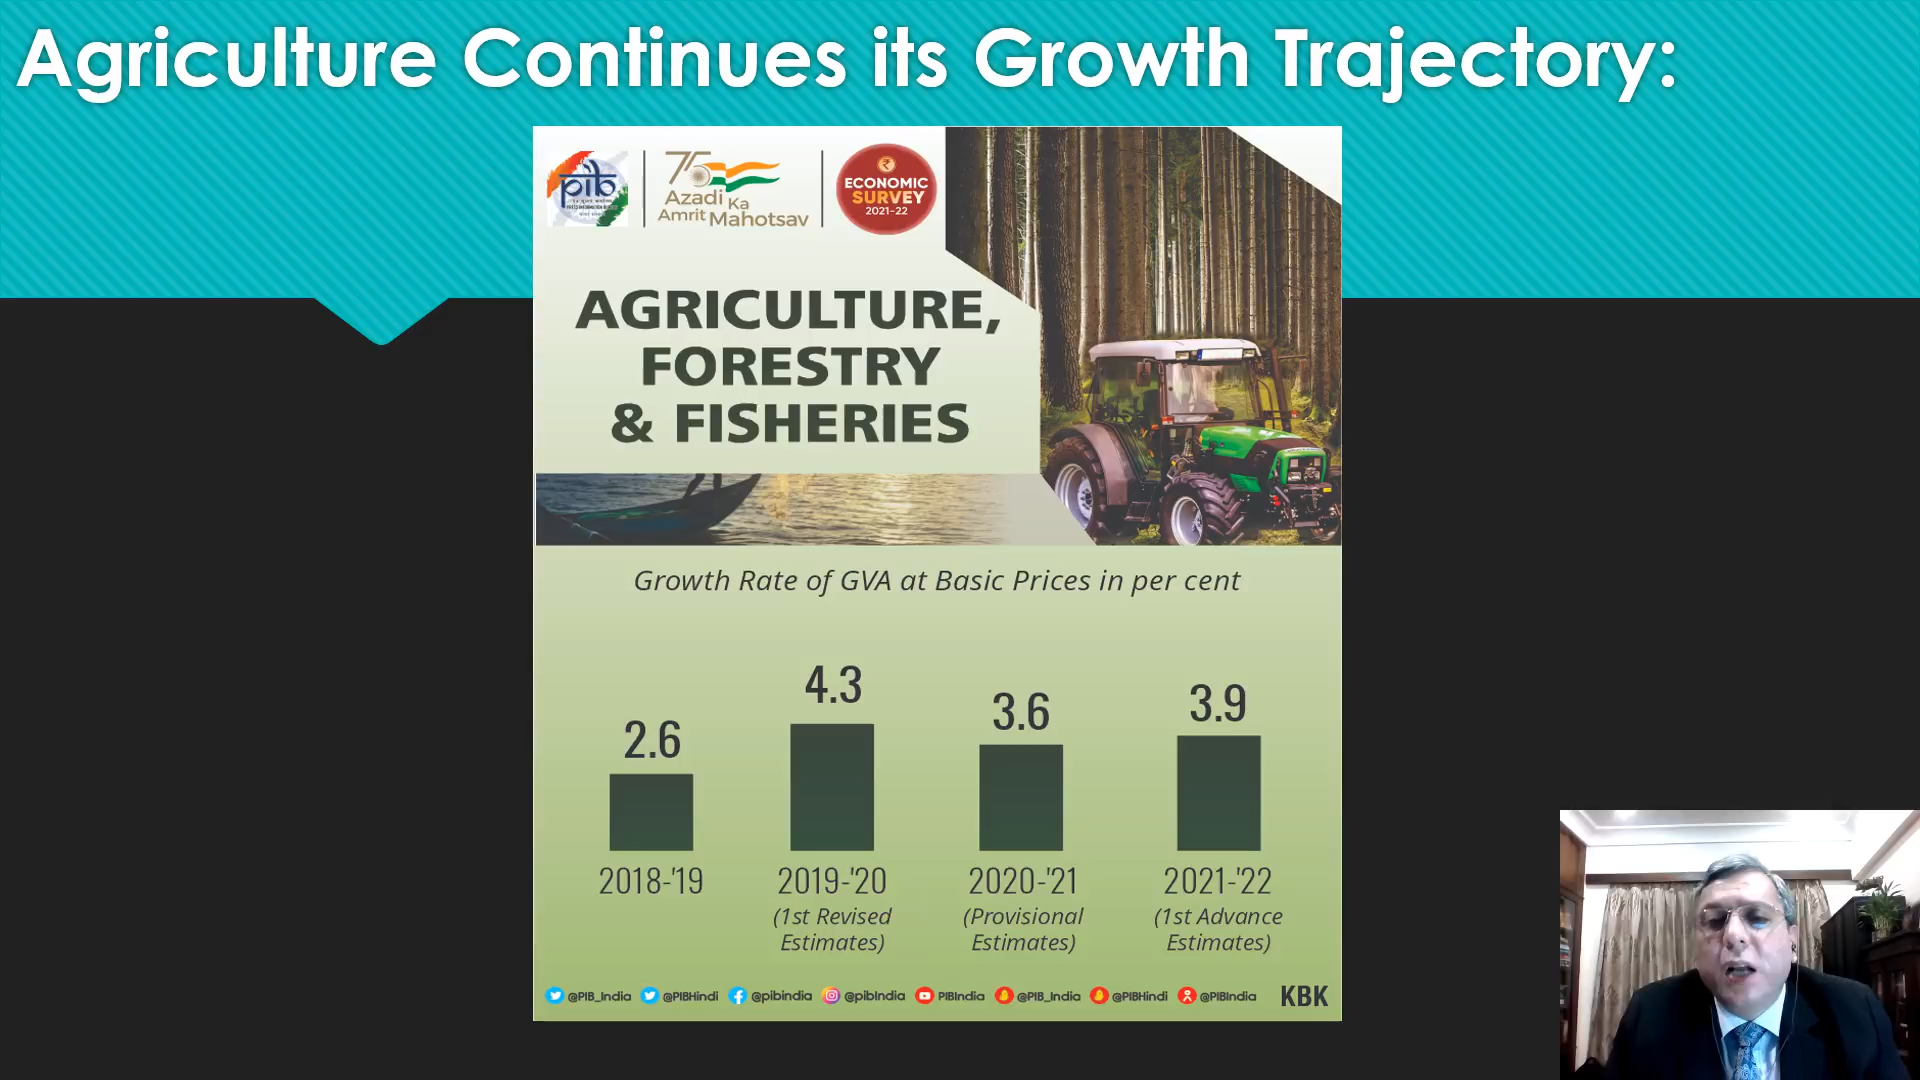 Agriculture Continues its Growth Trajectory:
pib
75
Azadi Ka
Amrit Mahotsav
₹
ECONOMIC
SURVEY
2021-22
AGRICULTURE,
FORESTRY
& FISHERIES
Growth Rate of GVA at Basic Prices in per cent
2.6 4.3 3.6 3.9
2018-'19 2019-'20 2020-'21 2021-'22
(1st Revised (Provisional (1st Advance
Estimates) Estimates) Estimates)
@PIB_India @PIBHindi @pibindia @pibIndia PIBIndia @PIB_India @PIBHindi @PIBIndia KBK